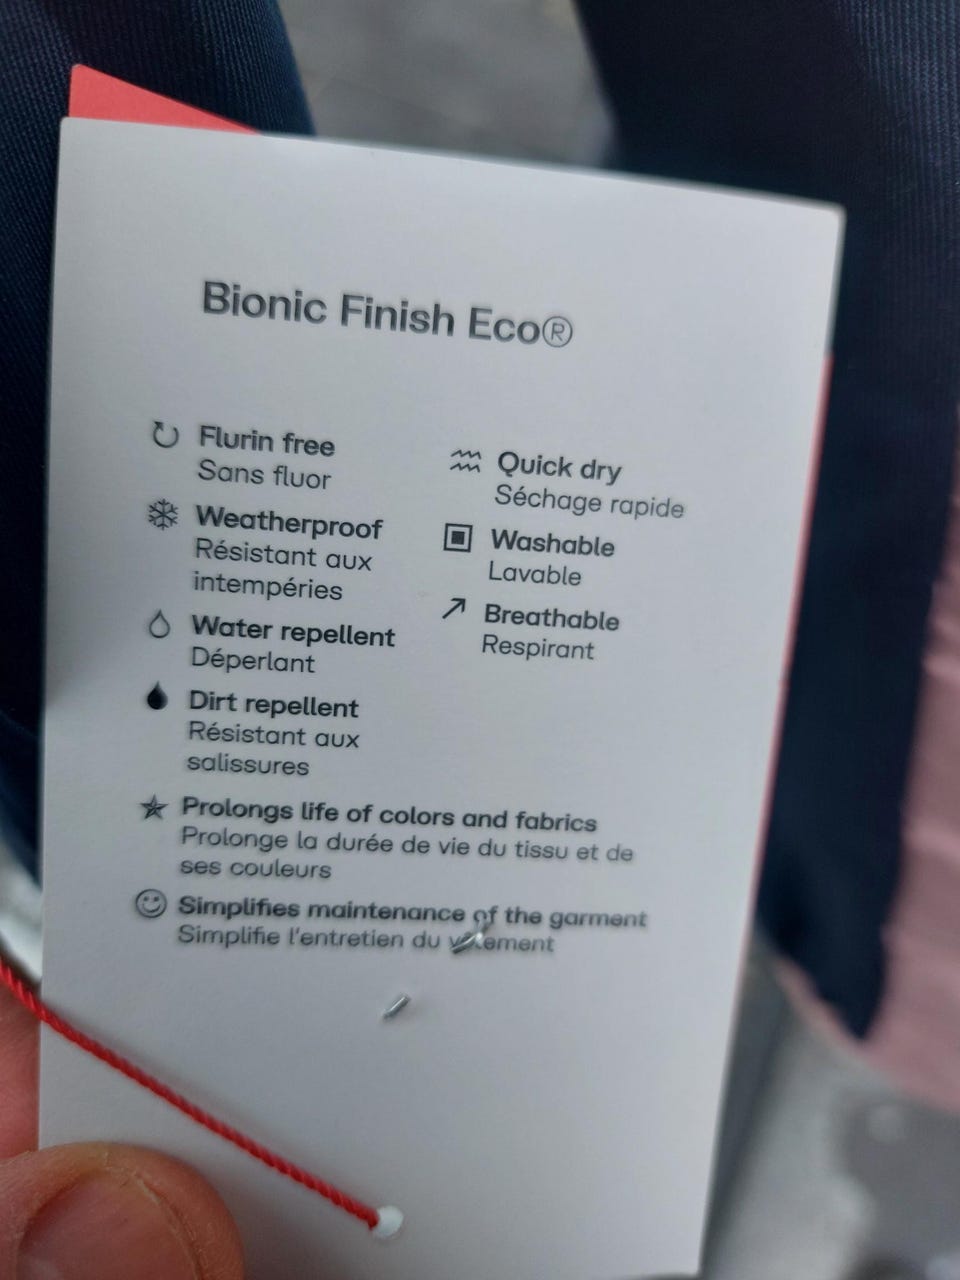 Bionic Finish Eco®
Flurin free
Sans fluor
Weatherproof
Résistant aux
intempéries
Water repellent
Déperlant
Dirt repellent
Résistant aux
salissures
Quick dry
Séchage rapide
Washable
Lavable
Breathable
Respirant
Prolongs life of colors and fabrics
Prolonge la durée de vie du tissu et de
ses couleurs
Simplifies maintenance of the garment
Simplifie l'entretien du vêtement